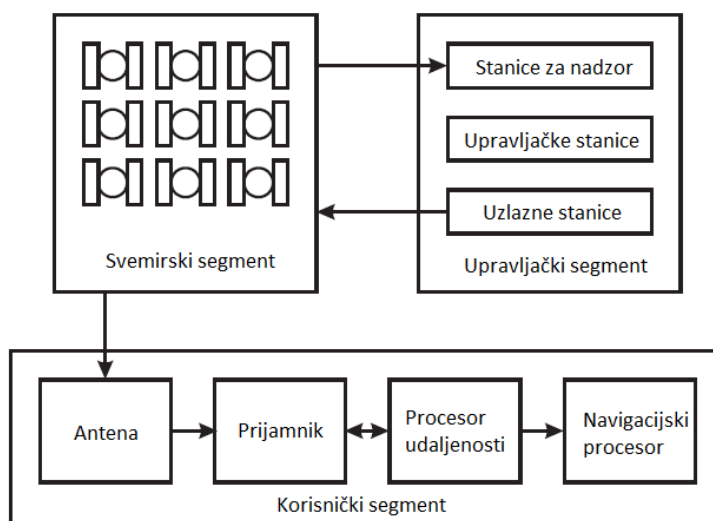 Svemirski segment
Stanice za nadzor
Upravljačke stanice
Uzlazne stanice
Upravljački segment
Antena
Prijamnik
Procesor
udaljenosti
Navigacijski
procesor
Korisnički segment